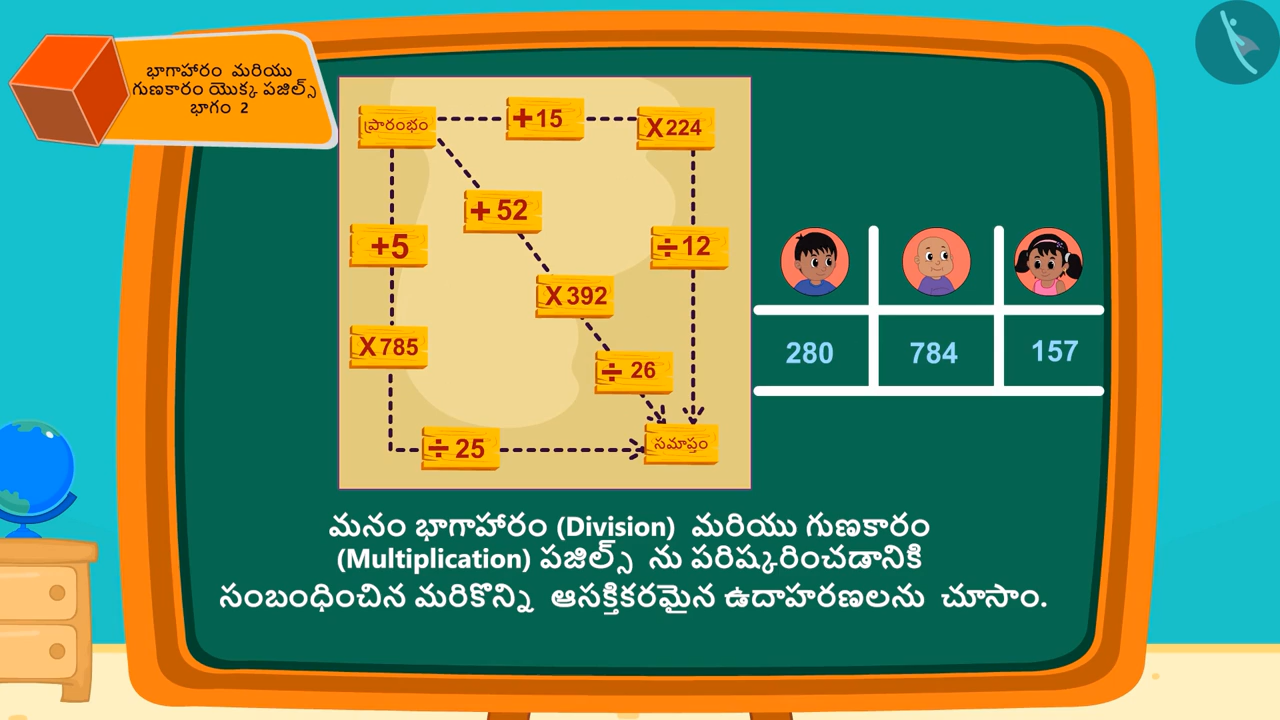 భాగాహారం మరియు
గుణకారం యొక్క పజిల్స్
భాగం 2
ప్రారంభం
+15
X224
+ 52
+5
÷12
X 392
X785
÷ 26
÷ 25
సమాప్తం
280 784 157
మనం భాగాహారం (Division) మరియు గుణకారం
(Multiplication) పజిల్స్ ను పరిష్కరించడానికి
సంబంధించిన మరికొన్ని ఆసక్తికరమైన ఉదాహరణలను చూసాం.